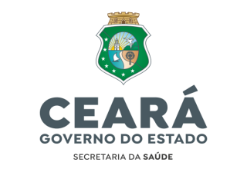 CEARÁ
GOVERNO DO ESTADO
SECRETARIA DA SAÚDE